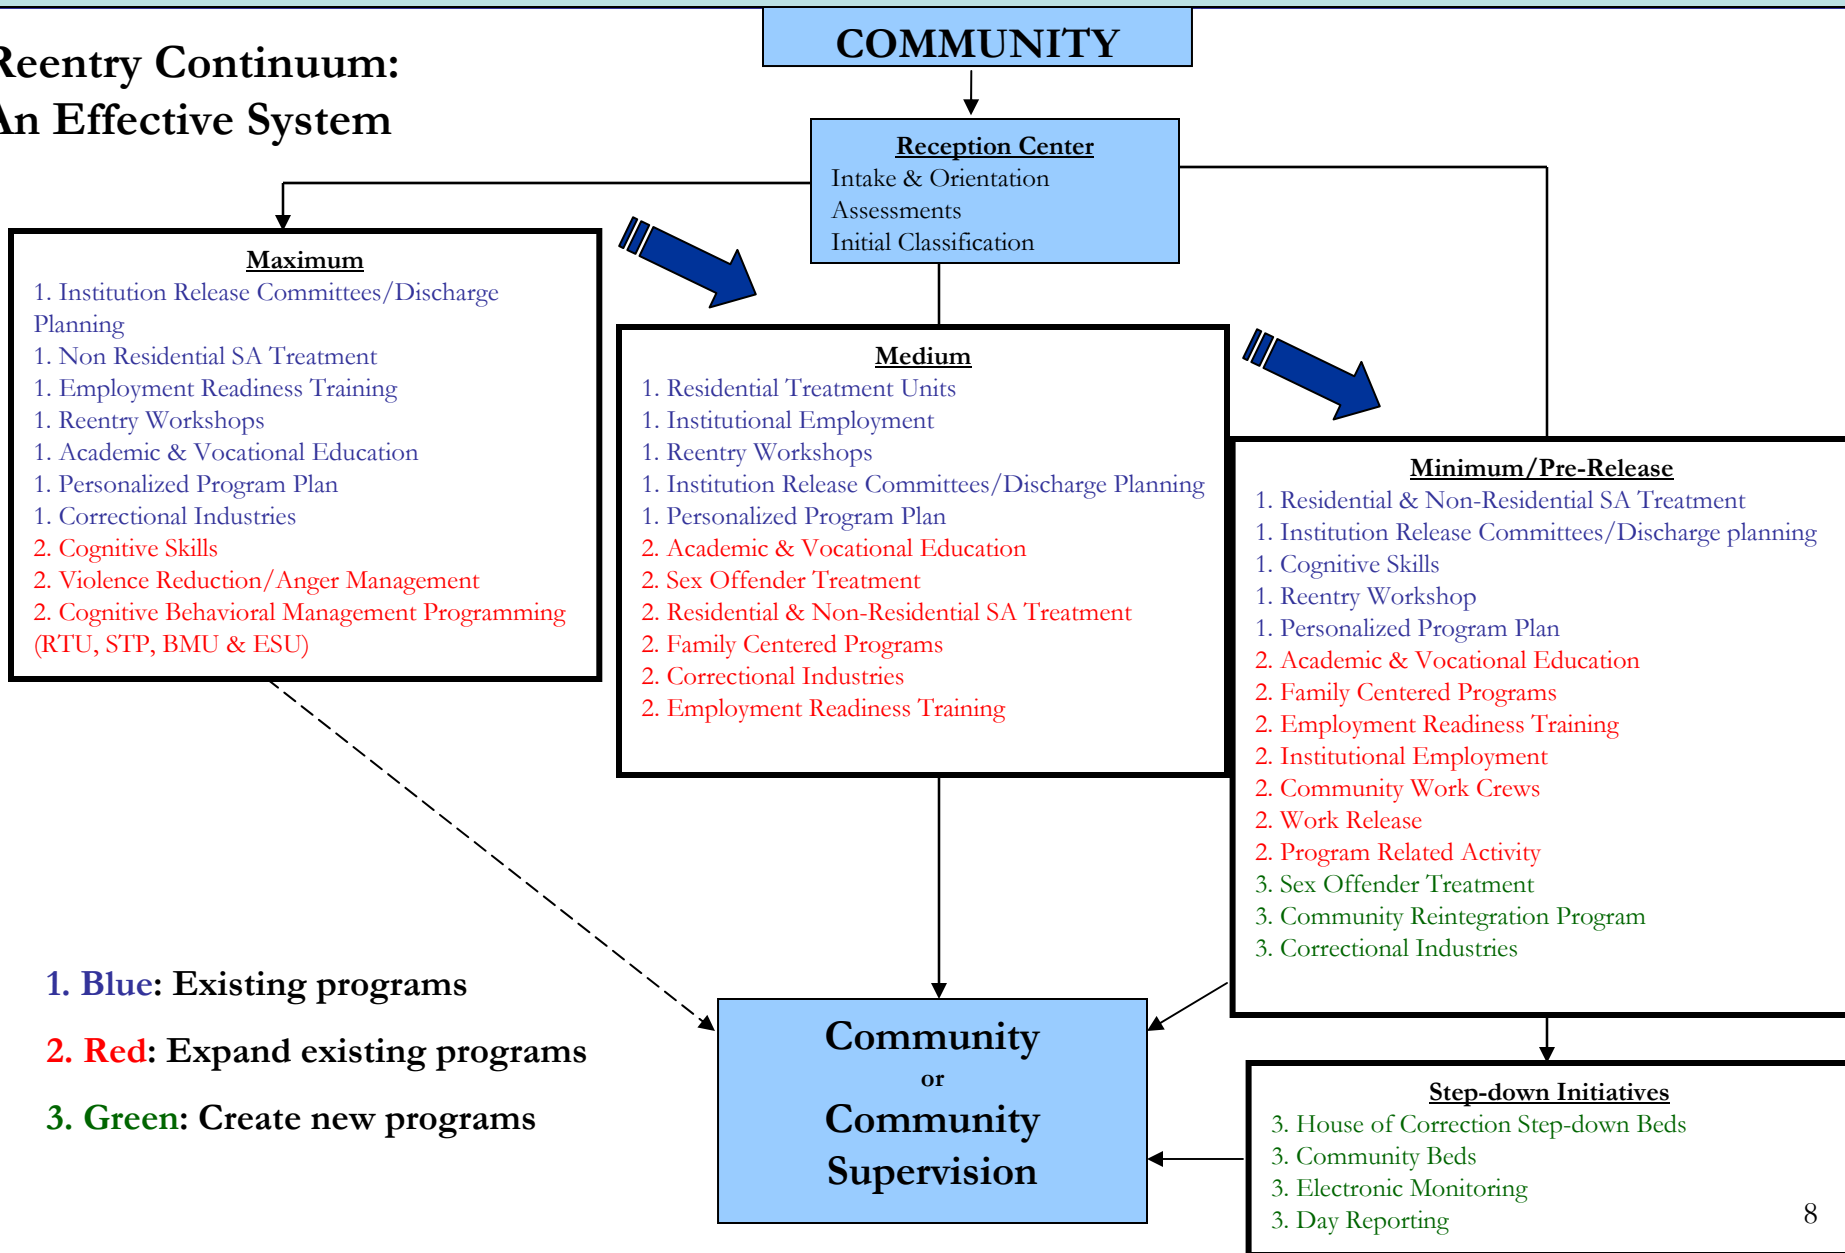 COMMUNITY
Reentry Continuum:
An Effective System
Reception Center
Intake & Orientation
Assessments
Initial Classification
Maximum
1. Institution Release Committees/Discharge
Planning
1. Non Residential SA Treatment
1. Employment Readiness Training
1. Reentry Workshops
1. Academic & Vocational Education
1. Personalized Program Plan
1. Correctional Industries
2. Cognitive Skills
2. Violence Reduction/Anger Management
2. Cognitive Behavioral Management Programming
(RTU, STP, BMU & ESU)
Medium
1. Residential Treatment Units
1. Institutional Employment
1. Reentry Workshops
1. Institution Release Committees/Discharge Planning
1. Personalized Program Plan
2. Academic & Vocational Education
2. Sex Offender Treatment
2. Residential & Non-Residential SA Treatment
2. Family Centered Programs
2. Correctional Industries
2. Employment Readiness Training
Minimum/Pre-Release
1. Residential & Non-Residential SA Treatment
1. Institution Release Committees/Discharge planning
1. Cognitive Skills
1. Reentry Workshop
1. Personalized Program Plan
2. Academic & Vocational Education
2. Family Centered Programs
2. Employment Readiness Training
2. Institutional Employment
2. Community Work Crews
2. Work Release
2. Program Related Activity
3. Sex Offender Treatment
3. Community Reintegration Program
3. Correctional Industries
1. Blue: Existing programs
2. Red: Expand existing programs
3. Green: Create new programs
Community
or
Community
Supervision
Step-down Initiatives
3. House of Correction Step-down Beds
3. Community Beds
3. Electronic Monitoring
3. Day Reporting
8